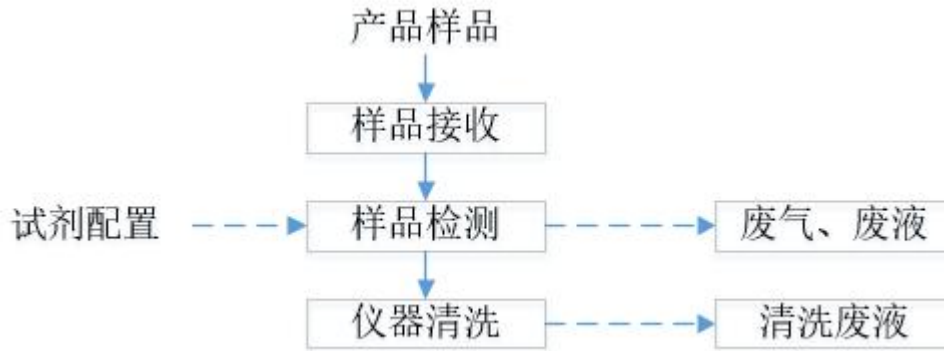 产品样品
样品接收
试剂配置
样品检测
废气、废液
仪器清洗
清洗废液